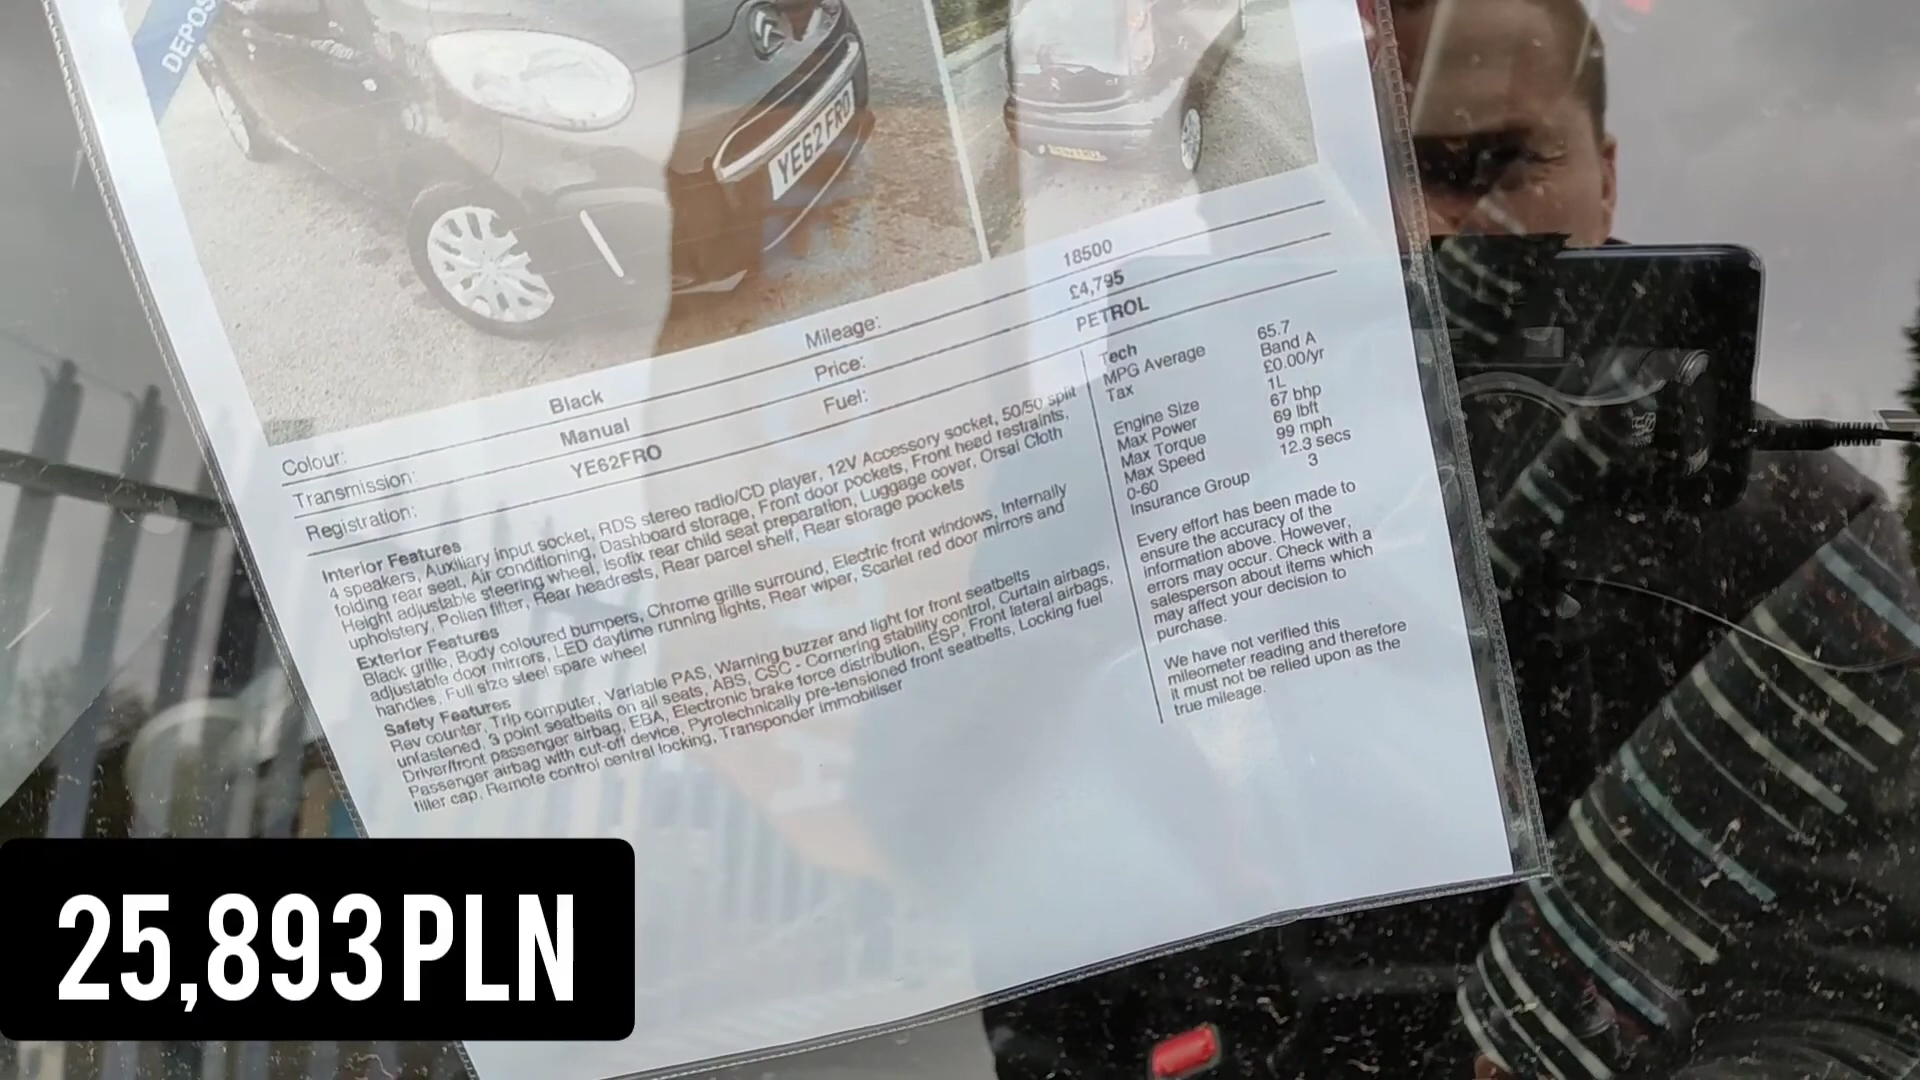 DEPOS
YE62FRO
Colour: Black Mileage: 18500
Transmission: Manual Price: £4,795
Registration: YE62FRO Fuel: PETROL
Interior Features
4 speakers, Auxiliary input socket, RDS stereo radio/CD player, 12V Accessory socket, 50/50 split
folding rear seat, Air conditioning, Dashboard storage, Front door pockets, Front head restraints,
Height adjustable steering wheel, Isofix rear child seat preparation, Luggage cover, Orsal Cloth
upholstery, Pollen filter, Rear headrests, Rear parcel shelf, Rear storage pockets
Exterior Features
Black grille, Body coloured bumpers, Chrome grille surround, Electric front windows, Internally
adjustable door mirrors, LED daytime running lights, Rear wiper, Scarlet red door mirrors and
handles, Full size steel spare wheel
Safety Features
Rev counter, Trip computer, Variable PAS, Warning buzzer and light for front seatbelts
unfastened, 3 point seatbelts on all seats, ABS, CSC - Cornering stability control, Curtain airbags,
Driver/front passenger airbag, EBA, Electronic brake force distribution, ESP, Front lateral airbags,
Passenger airbag with cut-off device, Pyrotechnically pre-tensioned front seatbelts, Locking fuel
filler cap, Remote control central locking, Transponder immobiliser
Tech
MPG Average 65.7
Tax Band A
£0.00/yr
Engine Size 1L
Max Power 67 bhp
Max Torque 69 lbft
Max Speed 99 mph
0-60 12.3 secs
Insurance Group 3
Every effort has been made to
ensure the accuracy of the
information above. However,
errors may occur. Check with a
salesperson about items which
may affect your decision to
purchase.
We have not verified this
mileometer reading and therefore
it must not be relied upon as the
true mileage.
25,893 PLN